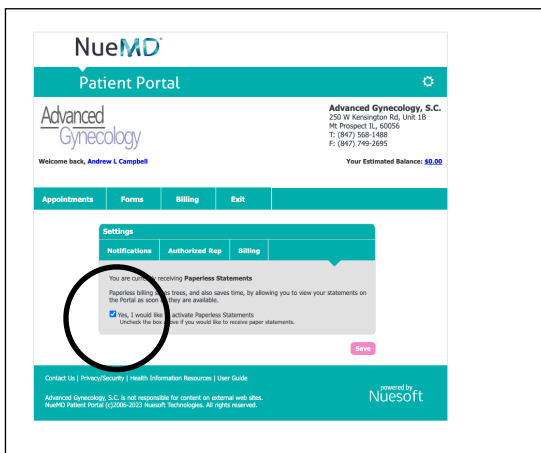 NueMD
Patient Portal
Advanced
Gynecology
Advanced Gynecology, S.C.
250 W Kensington Rd, Unit 1B
Mt Prospect IL, 60056
T: (847) 568-1488
F: (847) 749-2695
Welcome back, Andrew L Campbell
Your Estimated Balance: $0.00
Appointments Forms Billing Exit
Settings
Notifications Authorized Rep Billing
You are currently receiving Paperless Statements
Paperless billing saves trees, and also saves time, by allowing you to view your statements on
the Portal as soon as they are available.
Yes, I would like to activate Paperless Statements
Uncheck the box above if you would like to receive paper statements.
Save
Contact Us | Privacy/Security | Health Information Resources | User Guide
Advanced Gynecology, S.C. is not responsible for content on external web sites.
NueMD Patient Portal (c)2006-2023 Nuesoft Technologies. All rights reserved.
powered by
Nuesoft